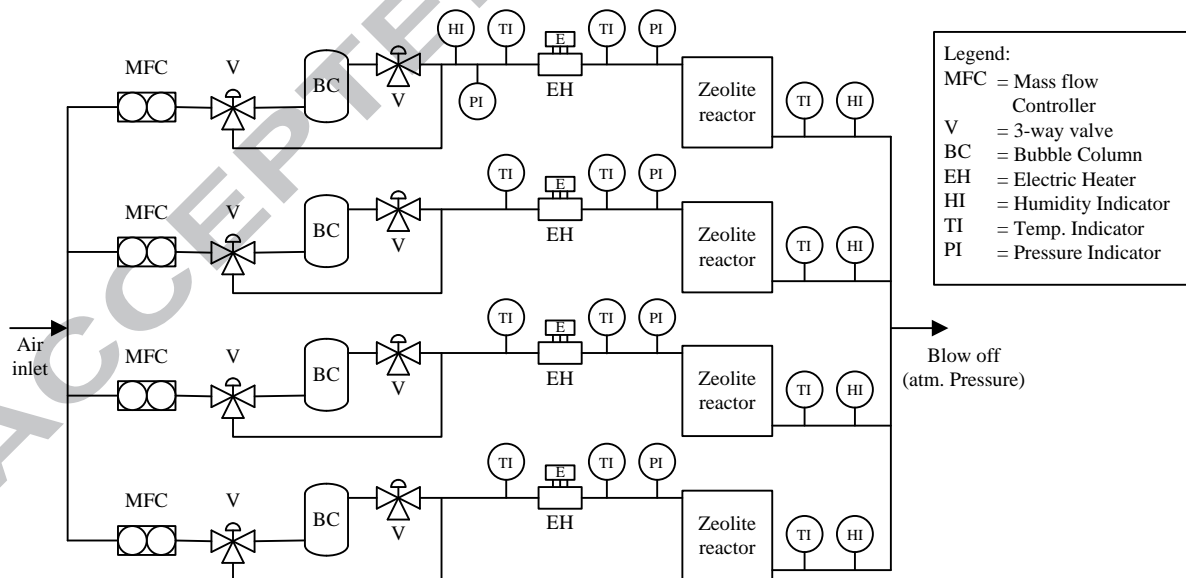 MFC
V
BC
V
HI
TI
PI
E
EH
TI
PI
Zeolite
reactor
TI
HI
MFC
V
BC
V
TI
E
EH
TI
PI
Zeolite
reactor
TI
HI
Air
inlet
MFC
V
BC
V
TI
E
EH
TI
PI
Zeolite
reactor
TI
HI
MFC
V
BC
V
TI
E
EH
TI
PI
Zeolite
reactor
TI
HI
Blow off
(atm. Pressure)
Legend:
MFC = Mass flow
Controller
V = 3-way valve
BC = Bubble Column
EH = Electric Heater
HI = Humidity Indicator
TI = Temp. Indicator
PI = Pressure Indicator
ACCEPTE